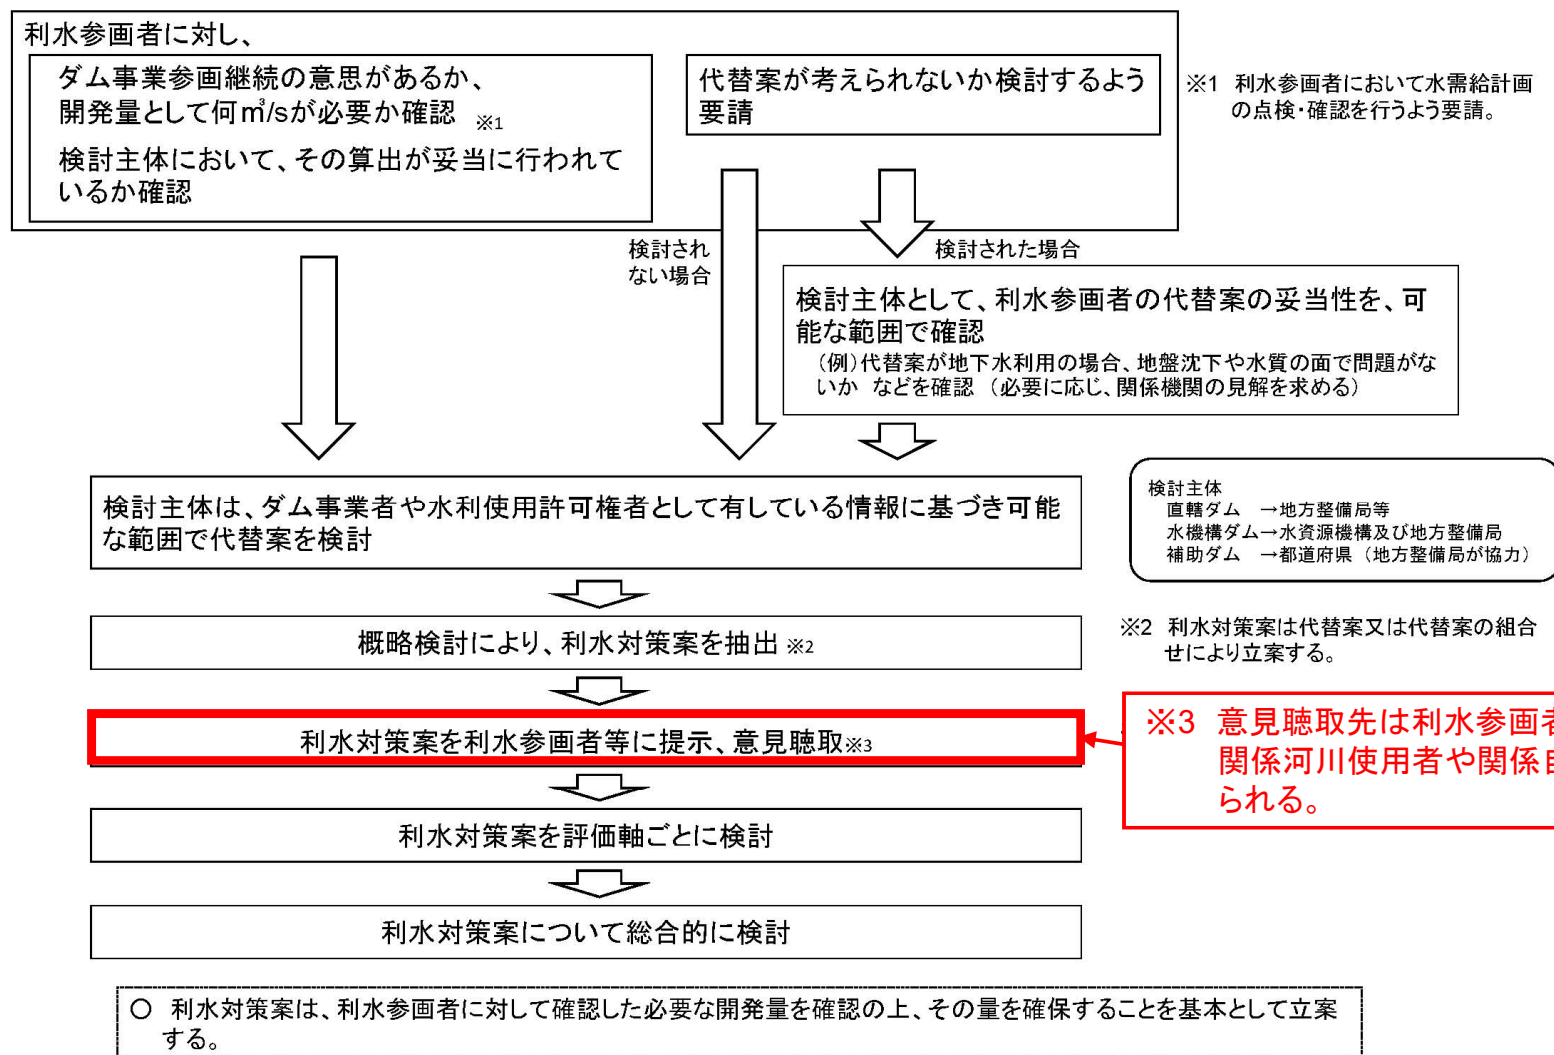 利水参画者に対し、
ダム事業参画継続の意思があるか、
開発量として何㎥/sが必要か確認 ※1
検討主体において、その算出が妥当に行われて
いるか確認
代替案が考えられないか検討するよう
要請
※1 利水参画者において水需給計画
の点検・確認を行うよう要請。
検討され
ない場合
検討された場合
検討主体として、利水参画者の代替案の妥当性を、可
能な範囲で確認
(例)代替案が地下水利用の場合、地盤沈下や水質の面で問題がな
いか などを確認 (必要に応じ、関係機関の見解を求める)
検討主体は、ダム事業者や水利使用許可権者として有している情報に基づき可能
な範囲で代替案を検討
検討主体
直轄ダム →地方整備局等
水機構ダム→水資源機構及び地方整備局
補助ダム →都道府県(地方整備局が協力)
概略検討により、利水対策案を抽出 ※2
※2 利水対策案は代替案又は代替案の組合
せにより立案する。
利水対策案を利水参画者等に提示、意見聴取※3
※3 意見聴取先は利水参画者
関係河川使用者や関係
られる。
利水対策案を評価軸ごとに検討
利水対策案について総合的に検討
○ 利水対策案は、利水参画者に対して確認した必要な開発量を確認の上、その量を確保することを基本として立案
する。